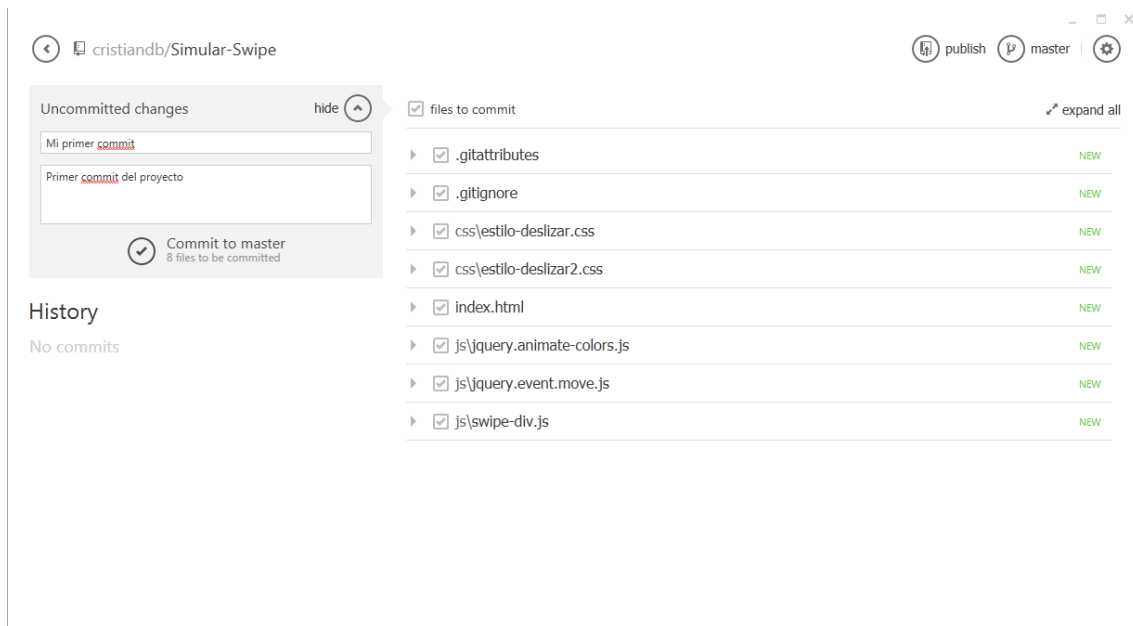 cristiandb/Simular-Swipe
publish
master
Uncommitted changes
hide
Mi primer commit
Primer commit del proyecto
Commit to master
8 files to be committed
History
No commits
files to commit
expand all
.gitattributes NEW
.gitignore NEW
css\estilo-deslizar.css NEW
css\estilo-deslizar2.css NEW
index.html NEW
js\jquery.animate-colors.js NEW
js\jquery.event.move.js NEW
js\swipe-div.js NEW